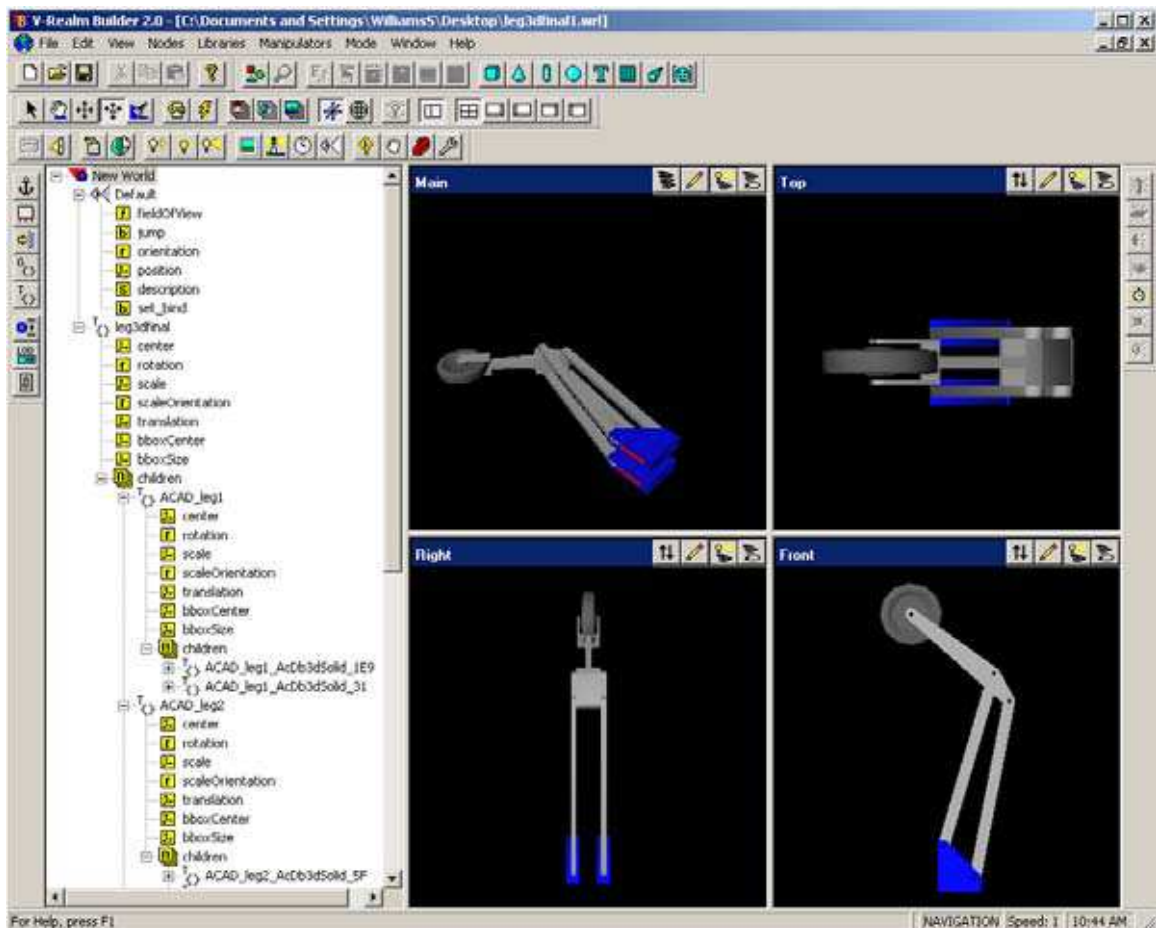 V-Realm Builder 2.0 - [C:\Documents and Settings\WilliamsS\Desktop\leg3dfinal1.wrl]
File Edit View Nodes Libraries Manipulators Mode Window Help
New World
Default
fieldOfView
jump
orientation
position
description
set_bind
leg3dfinal
center
rotation
scale
scaleOrientation
translation
bboxCenter
bboxSize
children
ACAD_leg1
center
rotation
scale
scaleOrientation
translation
bboxCenter
bboxSize
children
ACAD_leg1_AcDb3dSolid_1E9
ACAD_leg1_AcDb3dSolid_31
ACAD_leg2
center
rotation
scale
scaleOrientation
translation
bboxCenter
bboxSize
children
ACAD_leg2_AcDb3dSolid_5F
Main
Top
Right
Front
For Help, press F1
NAVIGATION Speed: 1 10:44 AM